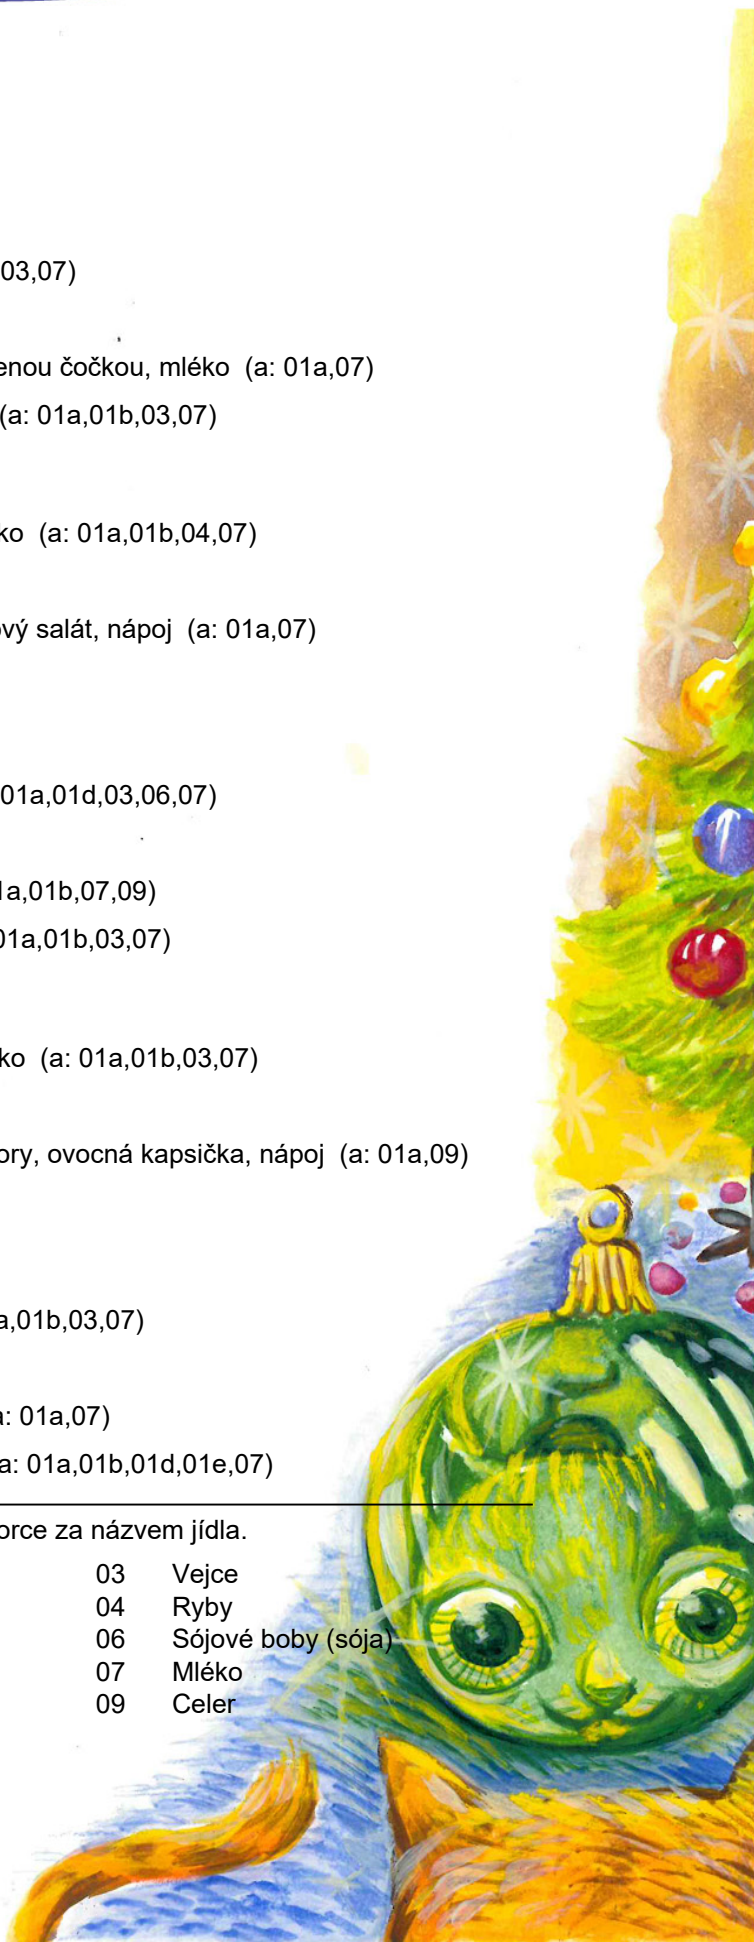 03,07)
enou čočkou, mléko (a: 01a,07)
(a: 01a,01b,03,07)
ko (a: 01a,01b,04,07)
ový salát, nápoj (a: 01a,07)
01a,01d,03,06,07)
1a,01b,07,09)
01a,01b,03,07)
ko (a: 01a,01b,03,07)
ory, ovocná kapsička, nápoj (a: 01a,09)
a,01b,03,07)
a: 01a,07)
a: 01a,01b,01d,01e,07)
orce za názvem jídla.
03 Vejce
04 Ryby
06 Sójové boby (sója)
07 Mléko
09 Celer